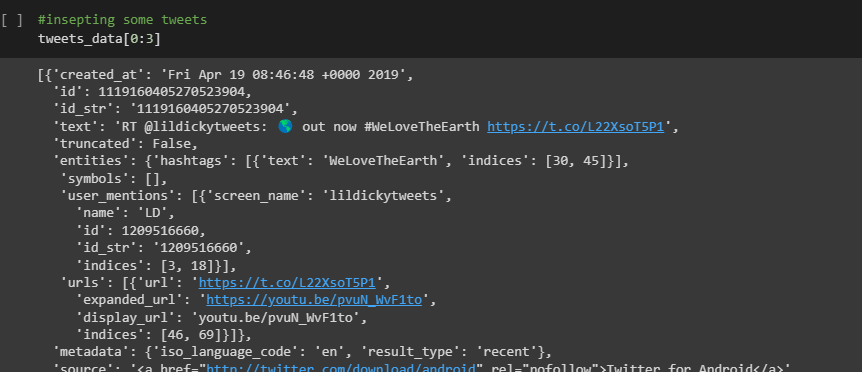 [ ] #insepting some tweets
tweets_data[0:3]
[{'created_at': 'Fri Apr 19 08:46:48 +0000 2019',
'id': 1119160405270523904,
'id_str': '1119160405270523904',
'text': 'RT @lildickytweets: 🌎 out now #WeLoveTheEarth https://t.co/L22XsoT5P1',
'truncated': False,
'entities': {'hashtags': [{'text': 'WeLoveTheEarth', 'indices': [30, 45]}],
'symbols': [],
'user_mentions': [{'screen_name': 'lildickytweets',
'name': 'LD',
'id': 1209516660,
'id_str': '1209516660',
'indices': [3, 18]}],
'urls': [{'url': 'https://t.co/L22XsoT5P1',
'expanded_url': 'https://youtu.be/pvuN_WvF1to',
'display_url': 'youtu.be/pvuN_WvF1to',
'indices': [46, 69]}]},
'metadata': {'iso_language_code': 'en', 'result_type': 'recent'},
'source': '<a href="http://twitter.com/download/android" rel="nofollow">Twitter for Android</a>'